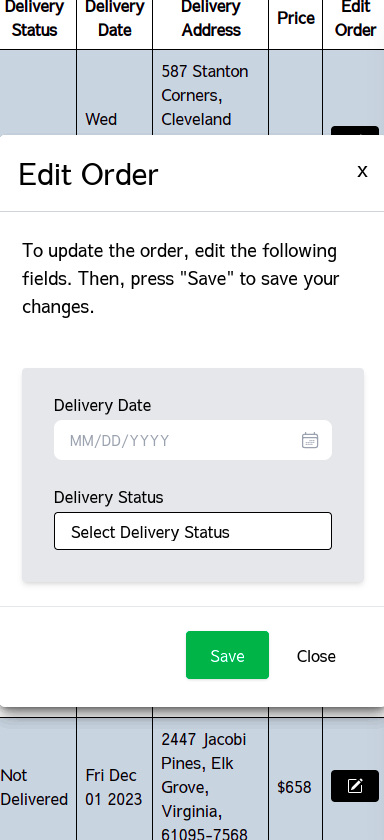 Delivery
Status
Delivery
Date
Delivery
Address
Price
Edit
Order
Wed
587 Stanton
Corners,
Cleveland
Edit Order
x
To update the order, edit the following
fields. Then, press "Save" to save your
changes.
Delivery Date
MM/DD/YYYY
Delivery Status
Select Delivery Status
Save
Close
Not
Delivered
Fri Dec
01 2023
2447 Jacobi
Pines, Elk
Grove,
Virginia,
61095-7568
$658